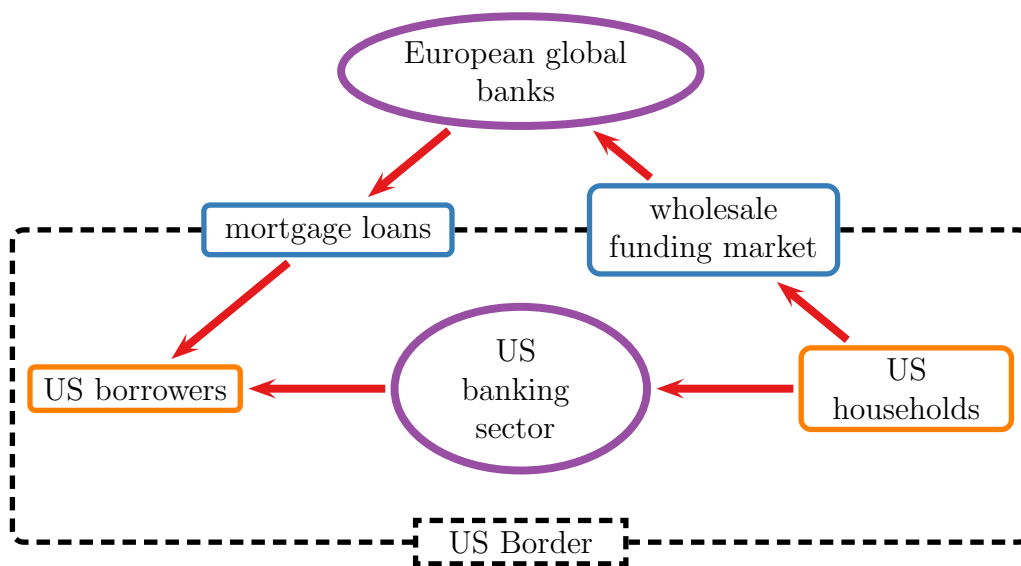 European global
banks
mortgage loans
wholesale
funding market
US borrowers
US
banking
sector
US
households
US Border